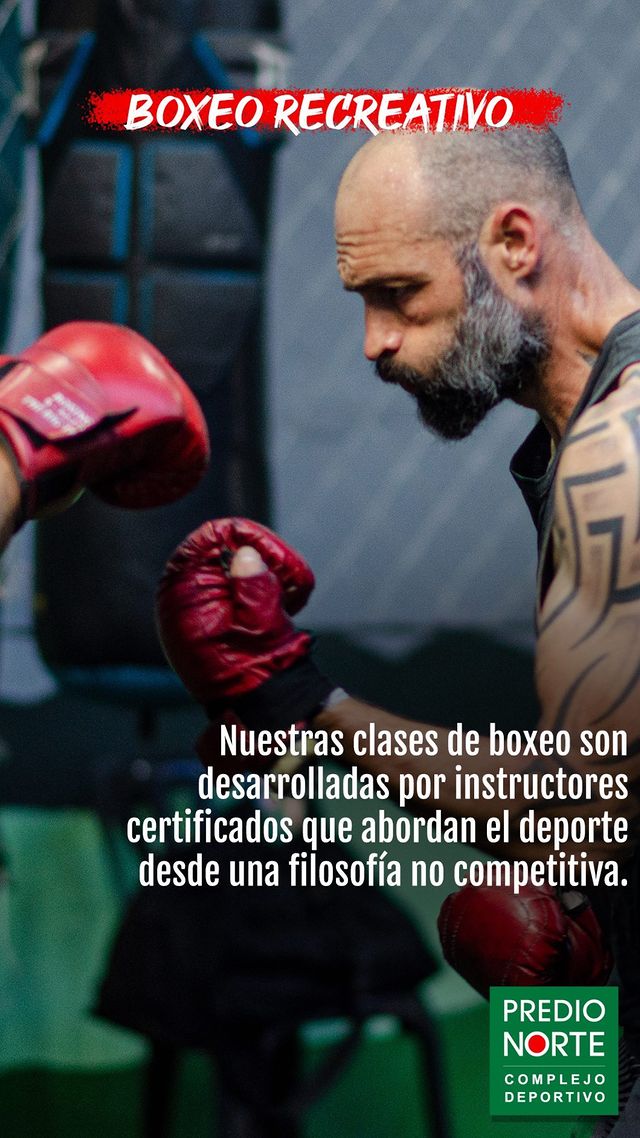 BOXEO RECREATIVO
Nuestras clases de boxeo son
desarrolladas por instructores
certificados que abordan el deporte
desde una filosofía no competitiva.
PREDIO
NORTE
COMPLEJO
DEPORTIVO